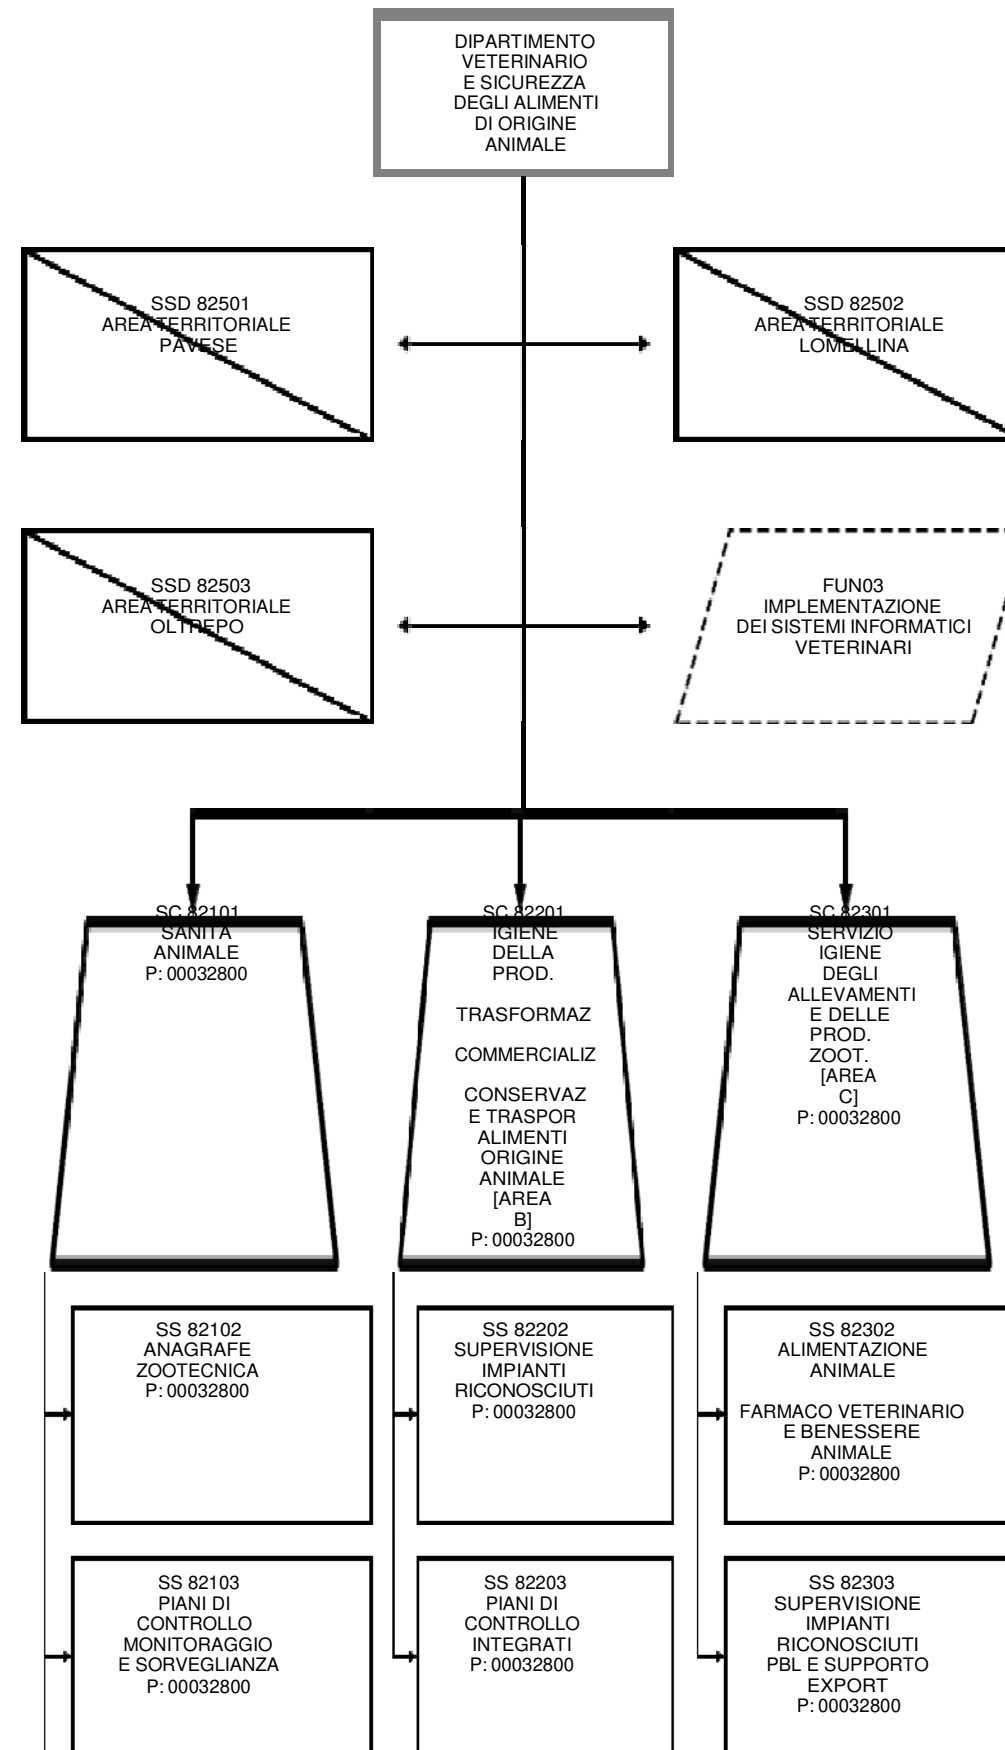 DIPARTIMENTO
VETERINARIO
E SICUREZZA
DEGLI ALIMENTI
DI ORIGINE
ANIMALE
SSD 82501
AREA TERRITORIALE
PAVESE
SSD 82502
AREA TERRITORIALE
LOMELLINA
SSD 82503
AREA TERRITORIALE
OLTREPO
FUN03
IMPLEMENTAZIONE
DEI SISTEMI INFORMATICI
VETERINARI
SC 82101
SANITA
ANIMALE
P: 00032800
SC 82201
IGIENE
DELLA
PROD.
TRASFORMAZ
COMMERCIALIZ
CONSERVAZ
E TRASPOR
ALIMENTI
ORIGINE
ANIMALE
[AREA
B]
P: 00032800
SC 82301
SERVIZIO
IGIENE
DEGLI
ALLEVAMENTI
E DELLE
PROD.
ZOOT.
[AREA
C]
P: 00032800
SS 82102
ANAGRAFE
ZOOTECNICA
P: 00032800
SS 82202
SUPERVISIONE
IMPIANTI
RICONOSCIUTI
P: 00032800
SS 82302
ALIMENTAZIONE
ANIMALE
FARMACO VETERINARIO
E BENESSERE
ANIMALE
P: 00032800
SS 82103
PIANI DI
CONTROLLO
MONITORAGGIO
E SORVEGLIANZA
P: 00032800
SS 82203
PIANI DI
CONTROLLO
INTEGRATI
P: 00032800
SS 82303
SUPERVISIONE
IMPIANTI
RICONOSCIUTI
PBL E SUPPORTO
EXPORT
P: 00032800